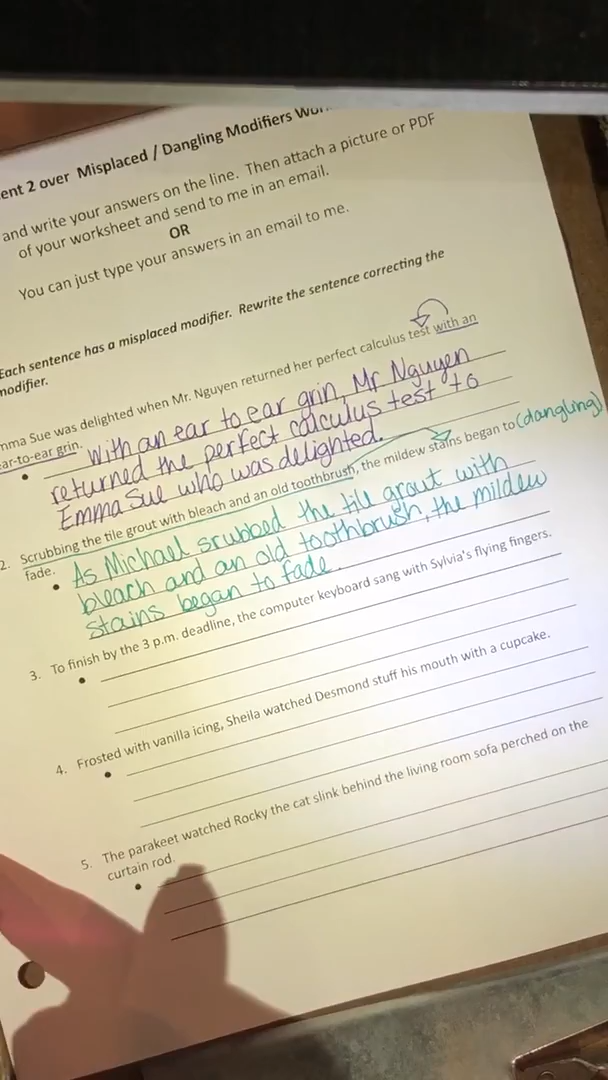 ent 2 over Misplaced / Dangling Modifiers
and write your answers on the line. Then attach a picture or PDF
of your worksheet and send to me in an email.
OR
You can just type your answers in an email to me.
Each sentence has a misplaced modifier. Rewrite the sentence correcting the
modifier.
mma Sue was delighted when Mr. Nguyen returned her perfect calculus test with an
ear-to-ear grin.
With an ear to ear grin, Mr Nguyen
returned the perfect calculus test to
Emma Sue who was delighted.
2. Scrubbing the tile grout with bleach and an old toothbrush, the mildew stains began to (dangling)
fade.
As Michael srubbed the tile grout with
bleach and an old toothbrush, the mildew
stains began to fade.
3. To finish by the 3 p.m. deadline, the computer keyboard sang with Sylvia's flying fingers.
4. Frosted with vanilla icing, Sheila watched Desmond stuff his mouth with a cupcake.
5. The parakeet watched Rocky the cat slink behind the living room sofa perched on the
curtain rod.